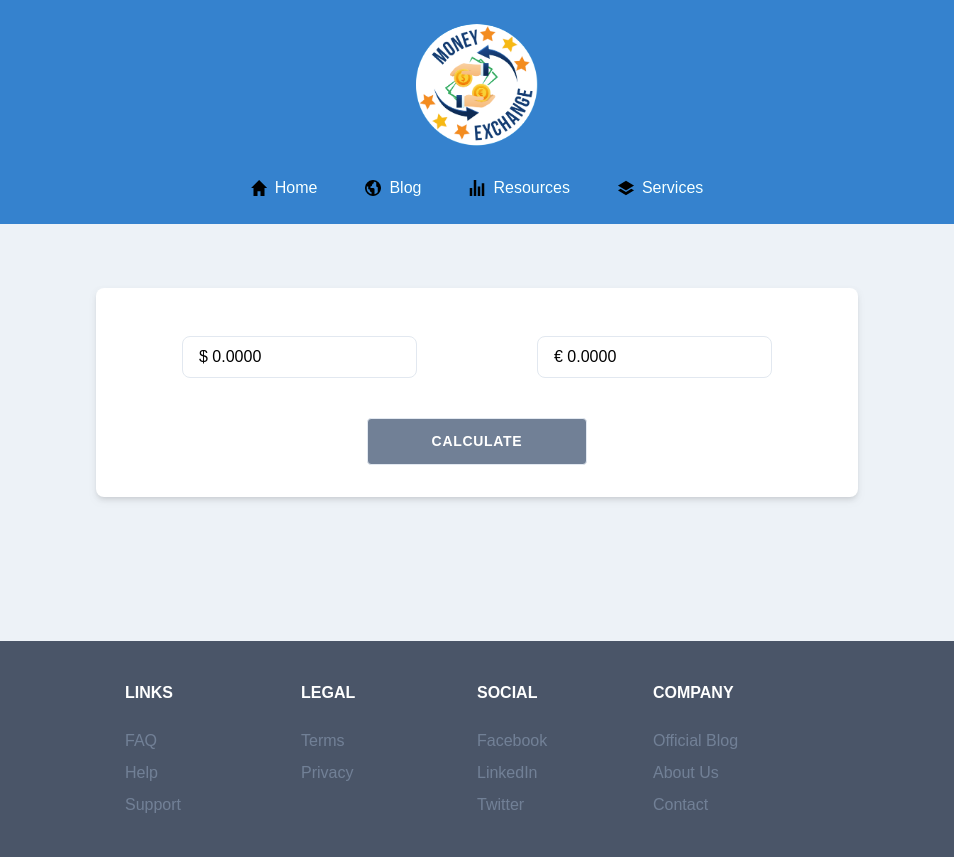 MONEY
EXCHANGE
Home Blog Resources Services
$ 0.0000 € 0.0000
CALCULATE
LINKS LEGAL SOCIAL COMPANY
FAQ Terms Facebook Official Blog
Help Privacy LinkedIn About Us
Support Twitter Contact